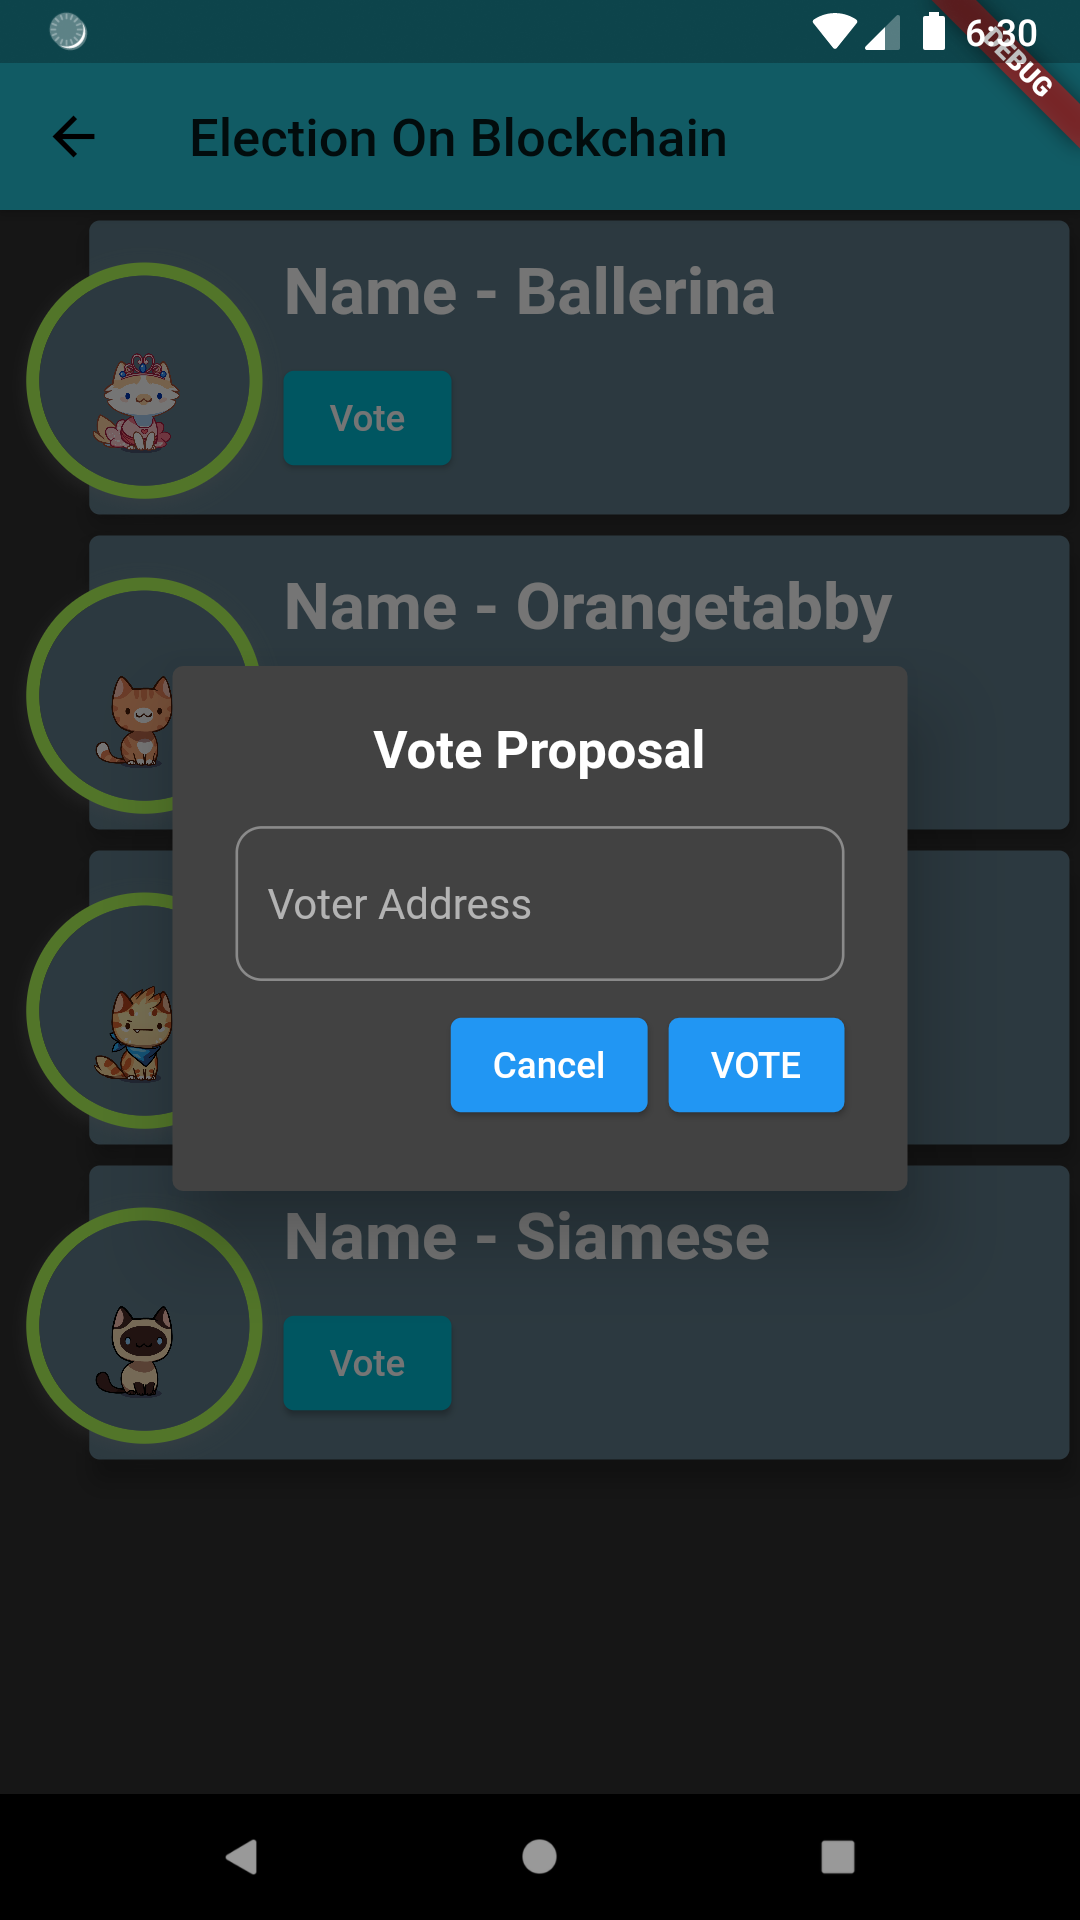 6:30
DEBUG
Election On Blockchain
Name - Ballerina
Vote
Name - Orangetabby
Vote Proposal
Voter Address
Cancel VOTE
Name - Siamese
Vote